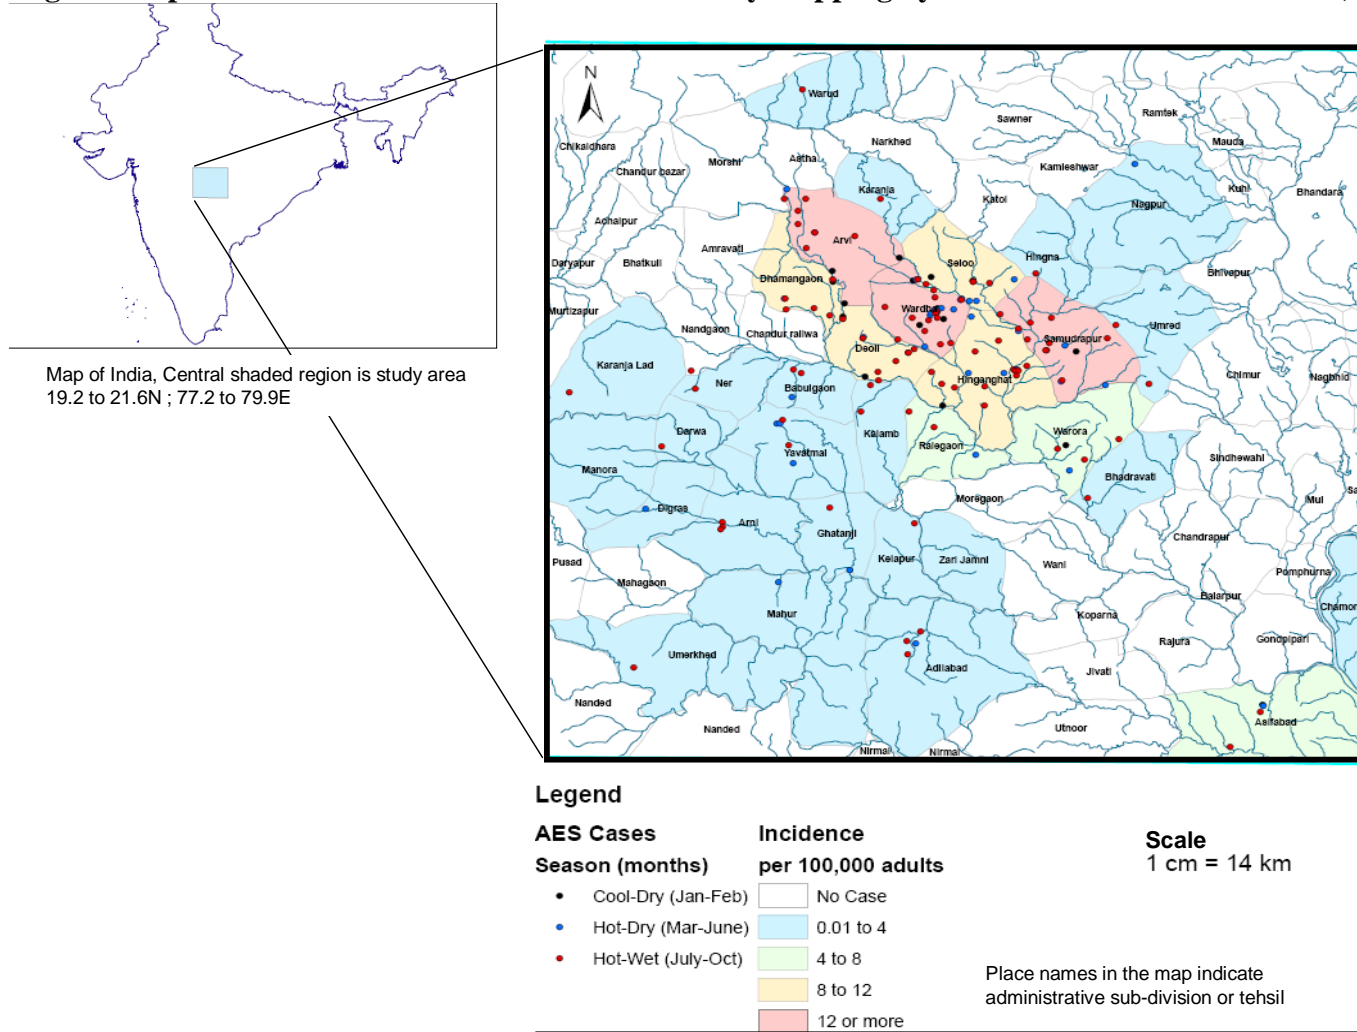 Map of India, Central shaded region is study area
19.2 to 21.6N ; 77.2 to 79.9E
N
Warud
Sawner
Ramtek
Chikaldhara
Narkhed
Mauda
Morshi
Kamleshwar
Chandur bazar
Karanja
Katol
Kuhi
Bhandara
Nagpur
Achalpur
Arvi
Amravati
Daryapur
Bhatkuli
Seloo
Hingna
Bhivapur
Dhamangaon
Murtizapur
Nandgaon
Chandur railwa
Wardha
Umred
Samudrapur
Deoli
Karanja Lad
Ner
Babulgaon
Hinganghat
Chimur
Nagbhid
Darwa
Kalamb
Ralegaon
Warora
Yavatmal
Sindhewahi
Manora
Bhadravati
Moregaon
Mul
Digras
Arni
Ghatanji
Chandrapur
Kelapur
Zari Jamni
Wani
Pusad
Mahagaon
Pomphurna
Ballarpur
Mahur
Koparna
Chamor
Rajura
Gondpipari
Umerkhed
Adilabad
Jivati
Nanded
Nanded
Utnoor
Asifabad
Nirmal
Nirmal
Legend
AES Cases
Incidence
Season (months)
per 100,000 adults
Cool-Dry (Jan-Feb)
No Case
Hot-Dry (Mar-June)
0.01 to 4
Hot-Wet (July-Oct)
4 to 8
8 to 12
12 or more
Scale
1 cm = 14 km
Place names in the map indicate
administrative sub-division or tehsil